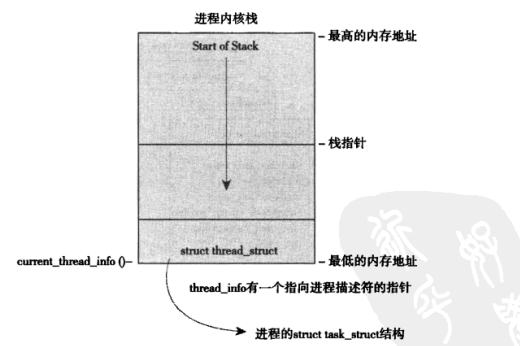 进程内核栈
最高的内存地址
Start of Stack
栈指针
struct thread_struct
current_thread_info ()
最低的内存地址
thread_info有一个指向进程描述符的指针
进程的struct task_struct结构